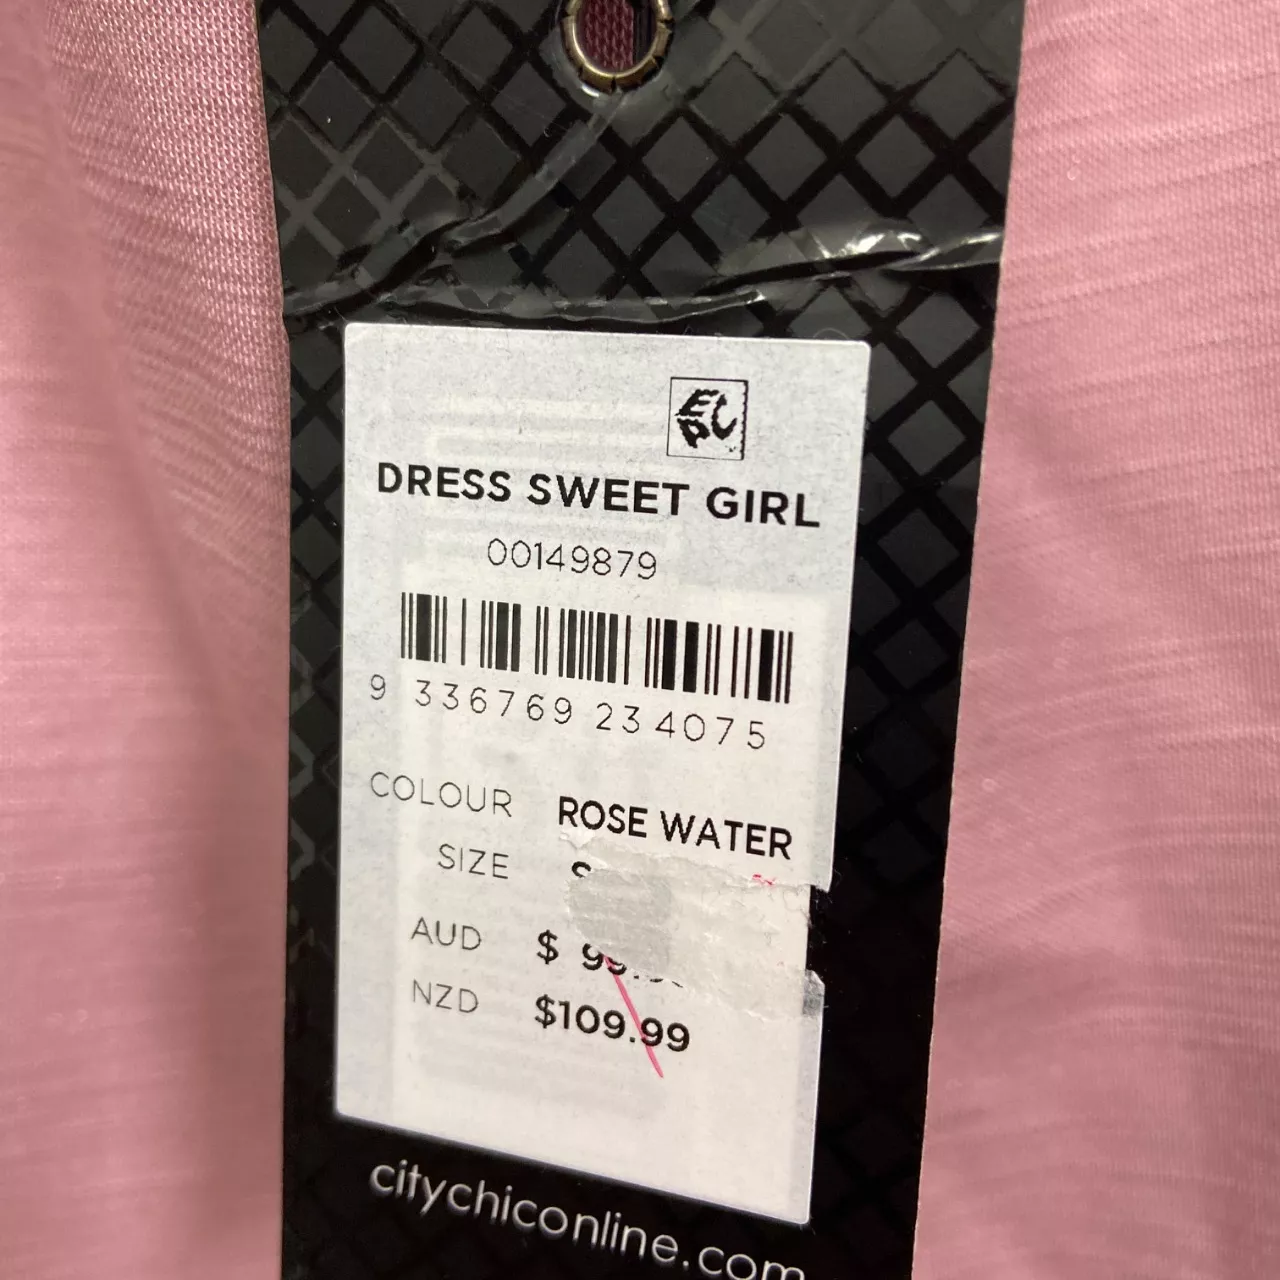 DRESS SWEET GIRL
00149879
9 336769 234075
COLOUR ROSE WATER
SIZE
AUD $
NZD $109.99
citychiconline.com